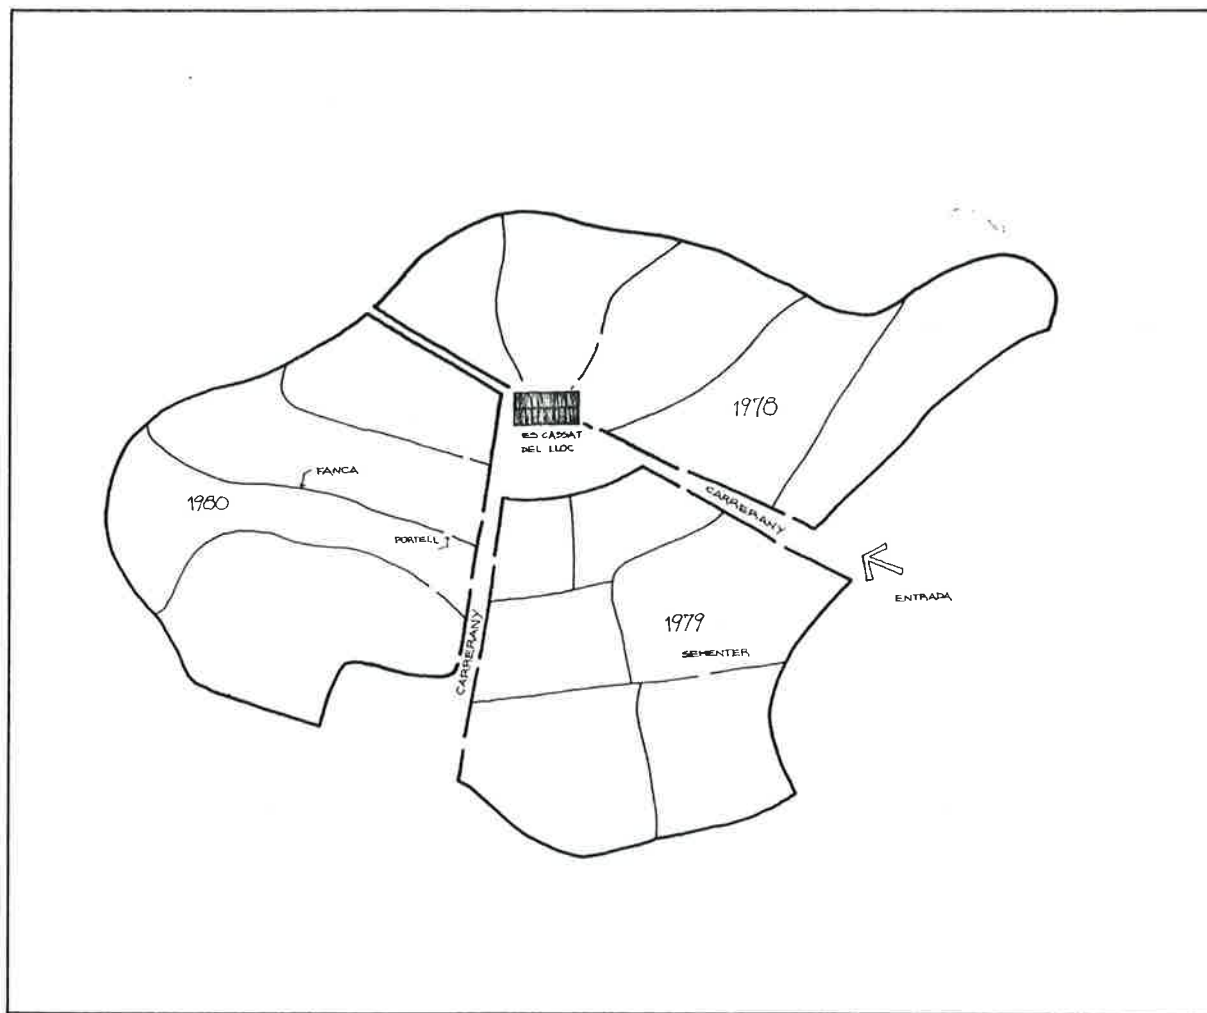 1978
ES CASSAT
DEL LLOC
FANCA
CARRERANY
1980
PORTELL
ENTRADA
1979
CARRERANY
SEMENTER